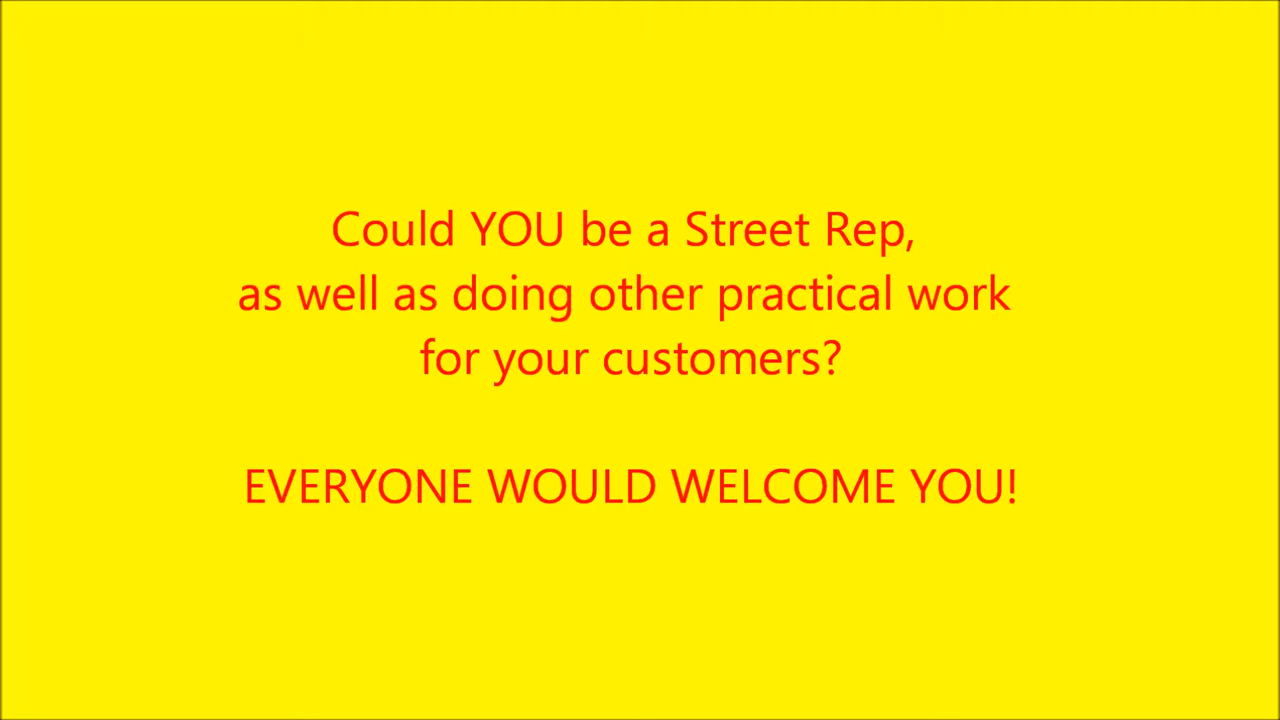 Could YOU be a Street Rep,
as well as doing other practical work
for your customers?
EVERYONE WOULD WELCOME YOU!